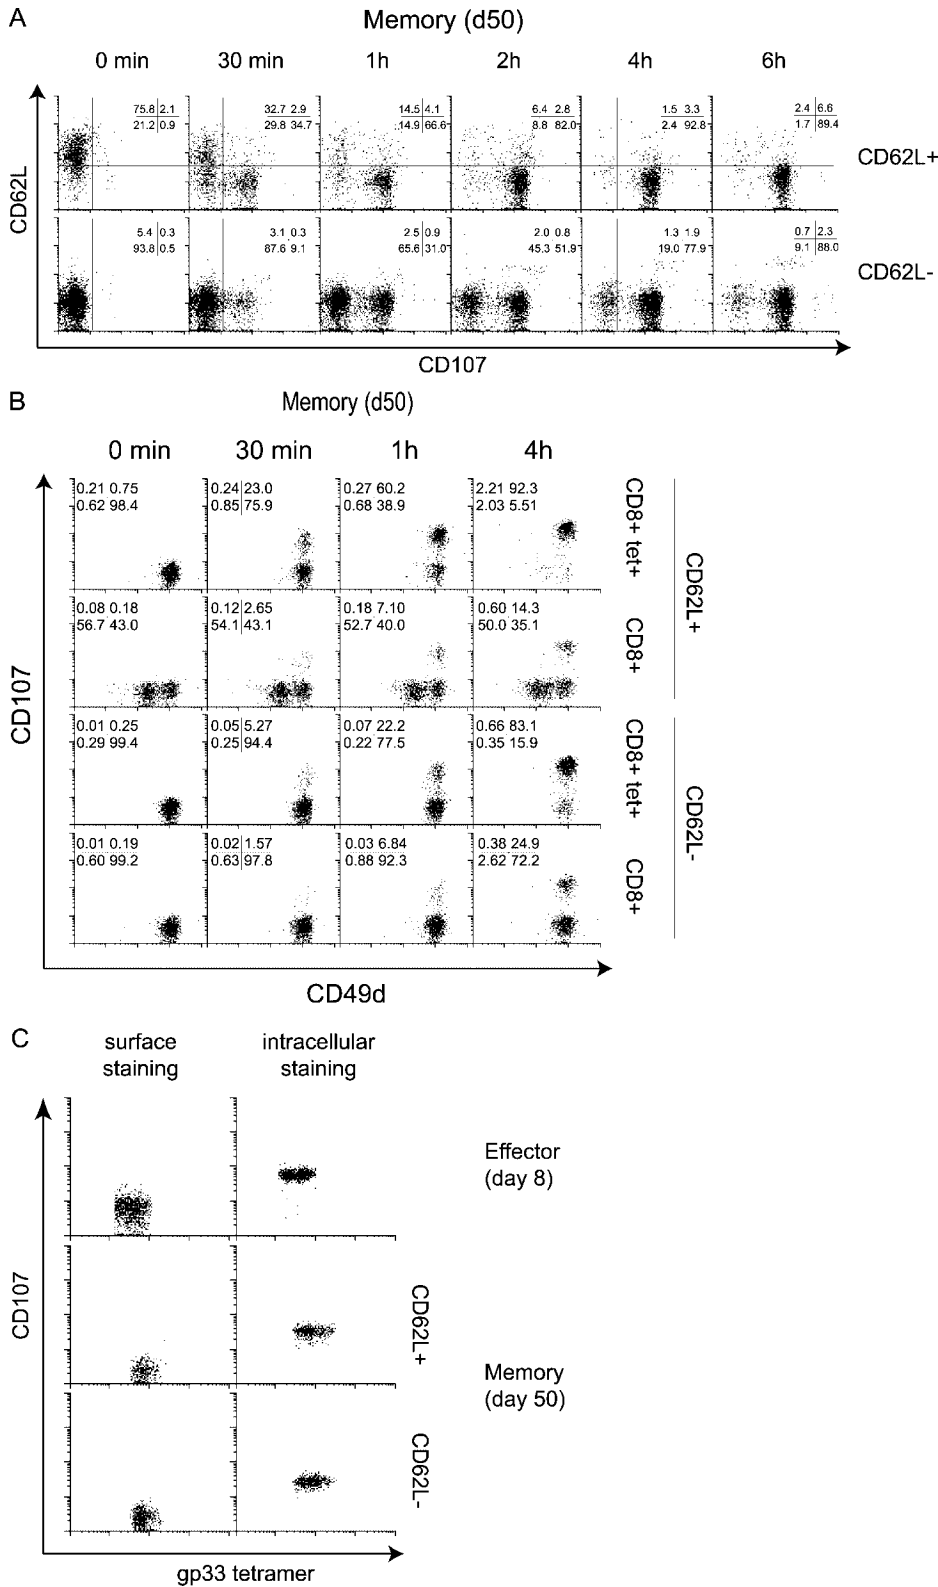 A
Memory (d50)
0 min 30 min 1h 2h 4h 6h
75.8 2.1 32.7 2.9 14.5 4.1 6.4 2.8 1.5 3.3 2.4 6.6
21.2 0.9 29.8 34.7 14.9 66.6 8.8 82.0 2.4 92.8 1.7 89.4
CD62L+
5.4 0.3 3.1 0.3 2.5 0.9 2.0 0.8 1.3 1.9 0.7 2.3
93.8 0.5 87.6 9.1 65.6 31.0 45.3 51.9 19.0 77.9 9.1 88.0
CD62L-
CD62L
CD107
B
Memory (d50)
0 min 30 min 1h 4h
0.21 0.75 0.24 23.0 0.27 60.2 2.21 92.3
0.62 98.4 0.85 75.9 0.68 38.9 2.03 5.51
CD8+ tet+
0.08 0.18 0.12 2.65 0.18 7.10 0.60 14.3
56.7 43.0 54.1 43.1 52.7 40.0 50.0 35.1
CD8+
CD62L+
0.01 0.25 0.05 5.27 0.07 22.2 0.66 83.1
0.29 99.4 0.25 94.4 0.22 77.5 0.35 15.9
CD8+ tet+
0.01 0.19 0.02 1.57 0.03 6.84 0.38 24.9
0.60 99.2 0.63 97.8 0.88 92.3 2.62 72.2
CD8+
CD62L-
CD107
CD49d
C
surface staining
intracellular staining
Effector
(day 8)
CD62L+
Memory
(day 50)
CD62L-
CD107
gp33 tetramer